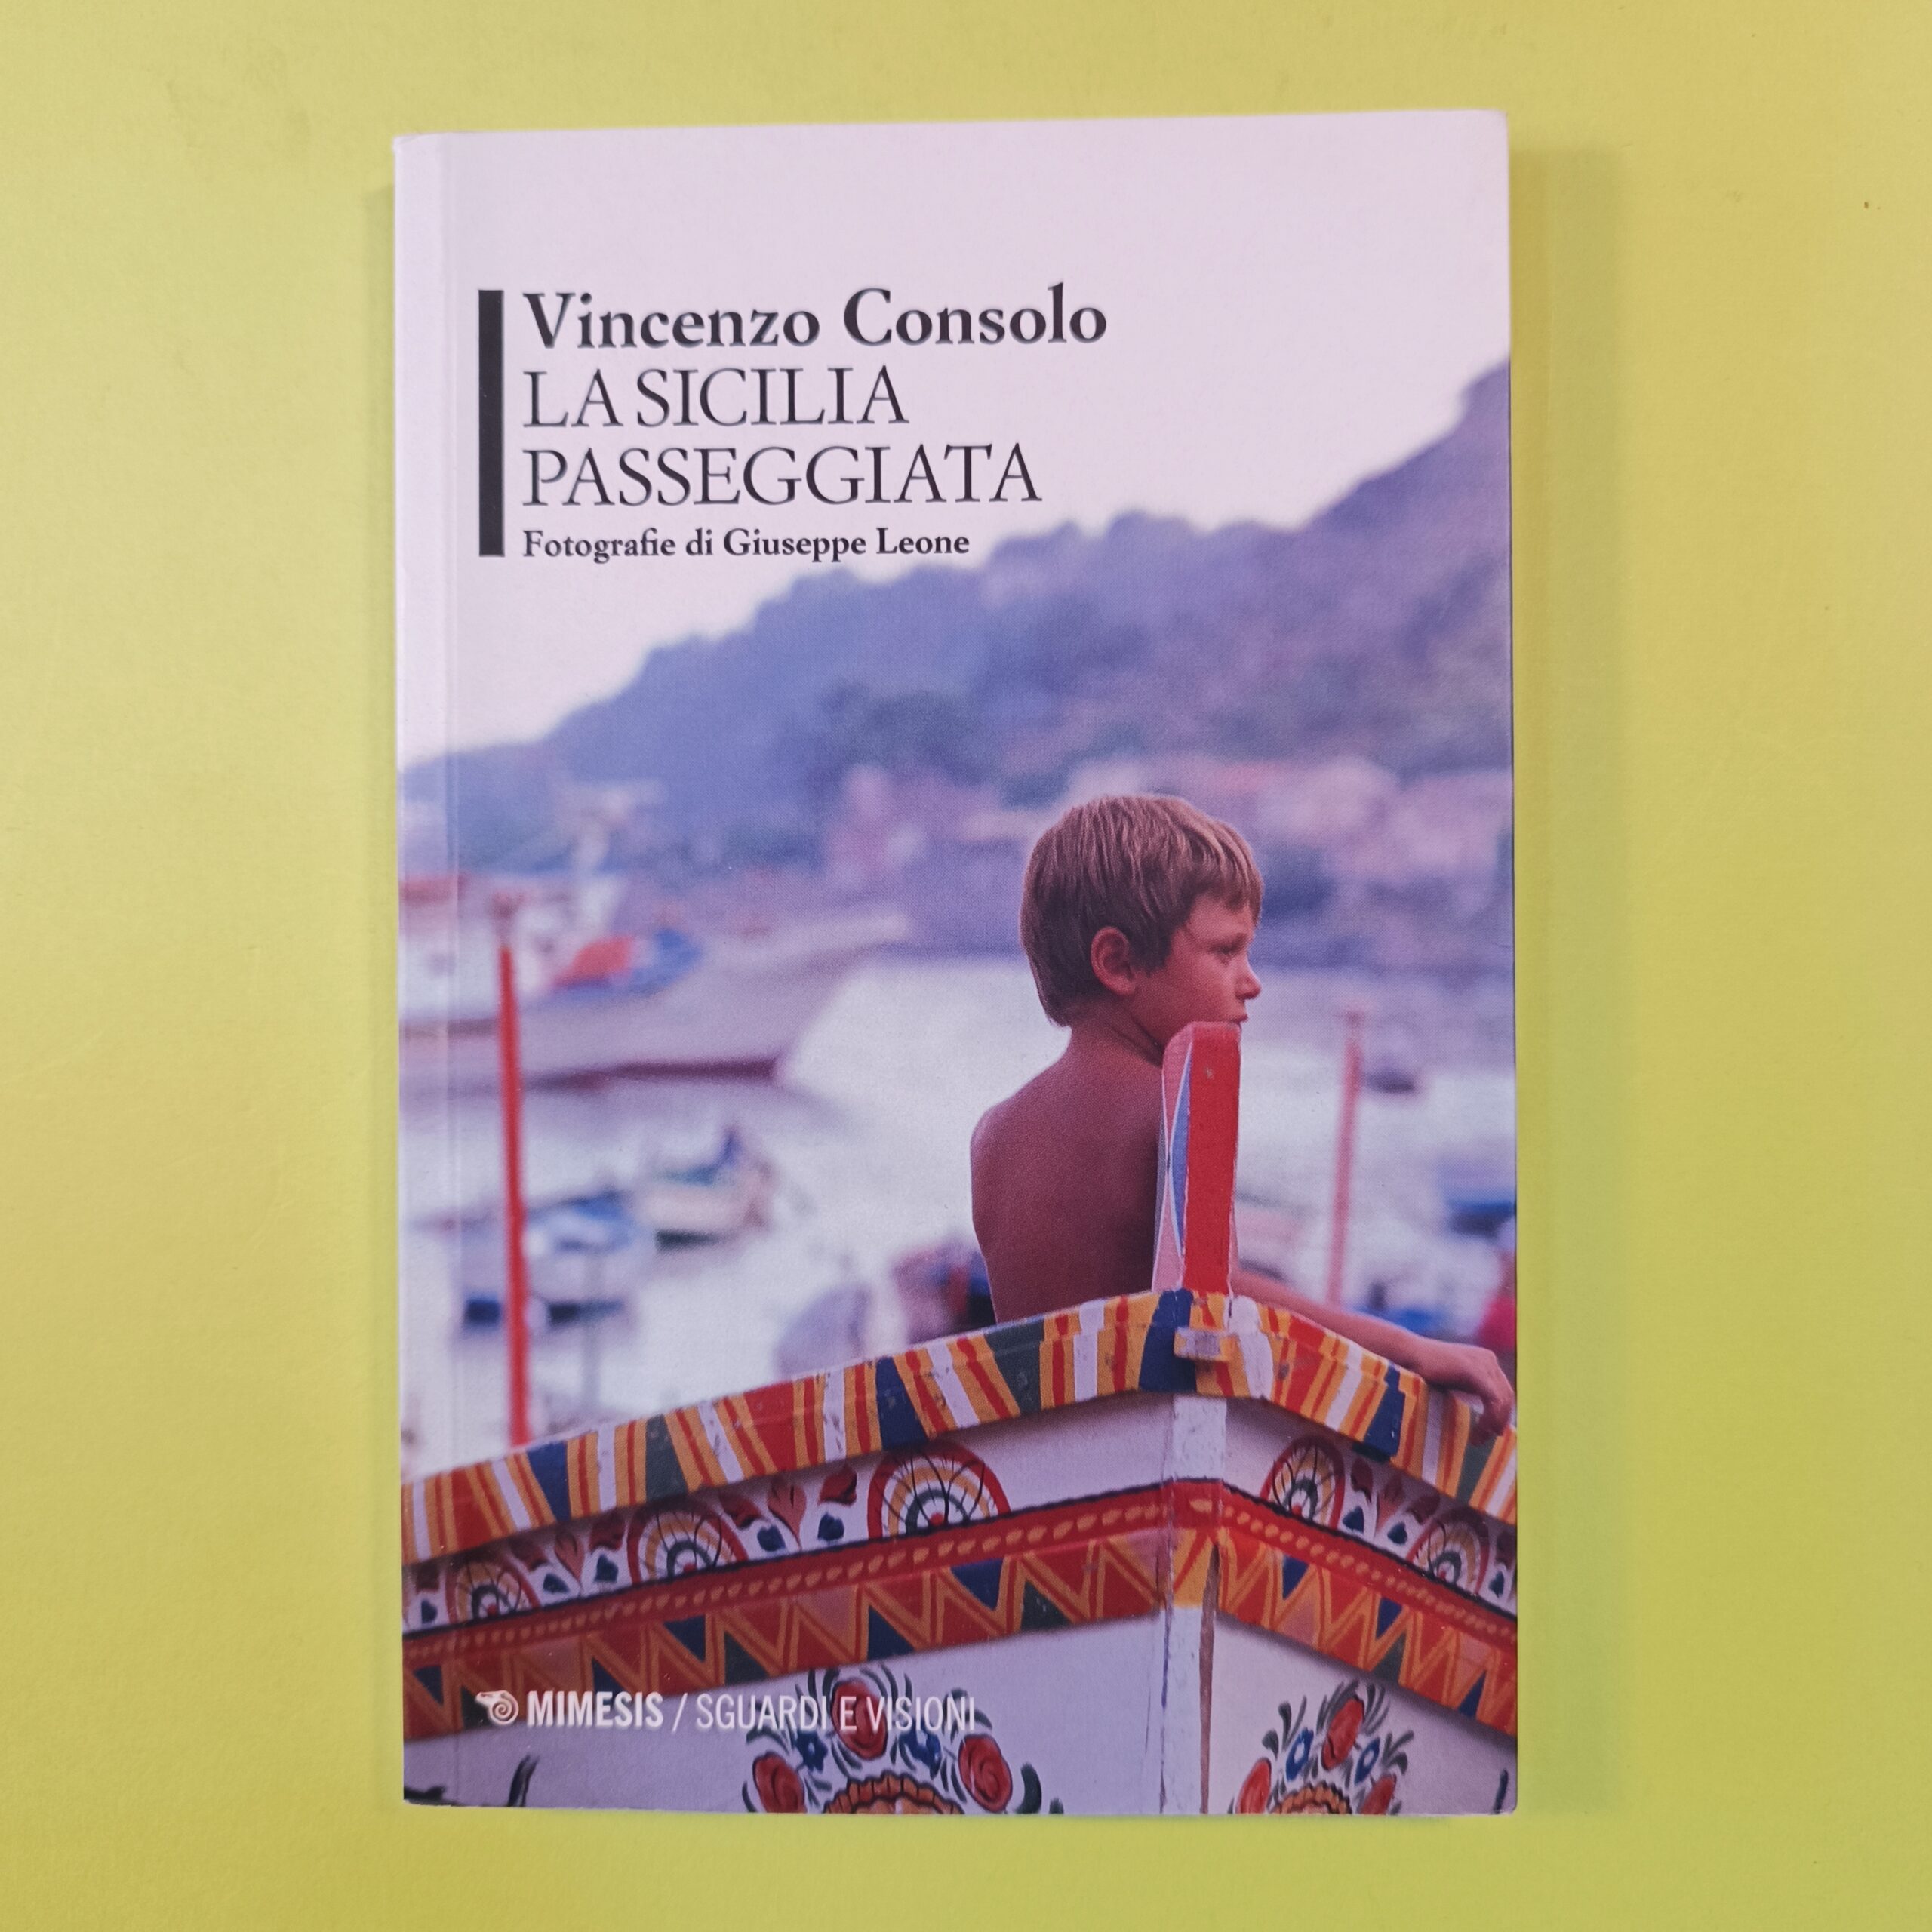 Vincenzo Consolo
LA SICILIA
PASSEGGIATA
Fotografie di Giuseppe Leone
MIMESIS / SGUARDI E VISIONI